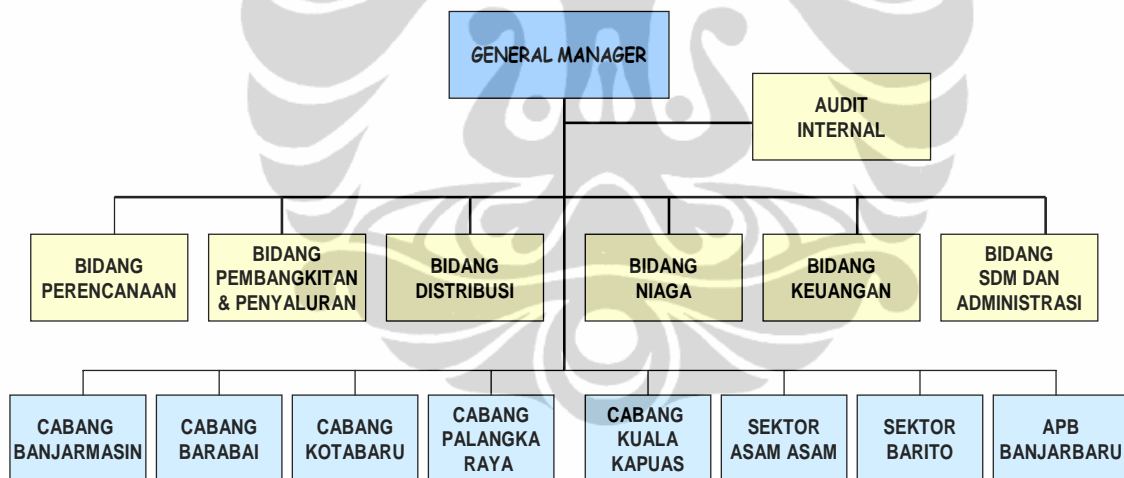 GENERAL MANAGER
AUDIT
INTERNAL
BIDANG
PERENCANAAN
BIDANG
PEMBANGKITAN
& PENYALURAN
BIDANG
DISTRIBUSI
BIDANG
NIAGA
BIDANG
KEUANGAN
BIDANG
SDM DAN
ADMINISTRASI
CABANG
BANJARMASIN
CABANG
BARABAI
CABANG
KOTABARU
CABANG
PALANGKA
RAYA
CABANG
KUALA
KAPUAS
SEKTOR
ASAM ASAM
SEKTOR
BARITO
APB
BANJARBARU